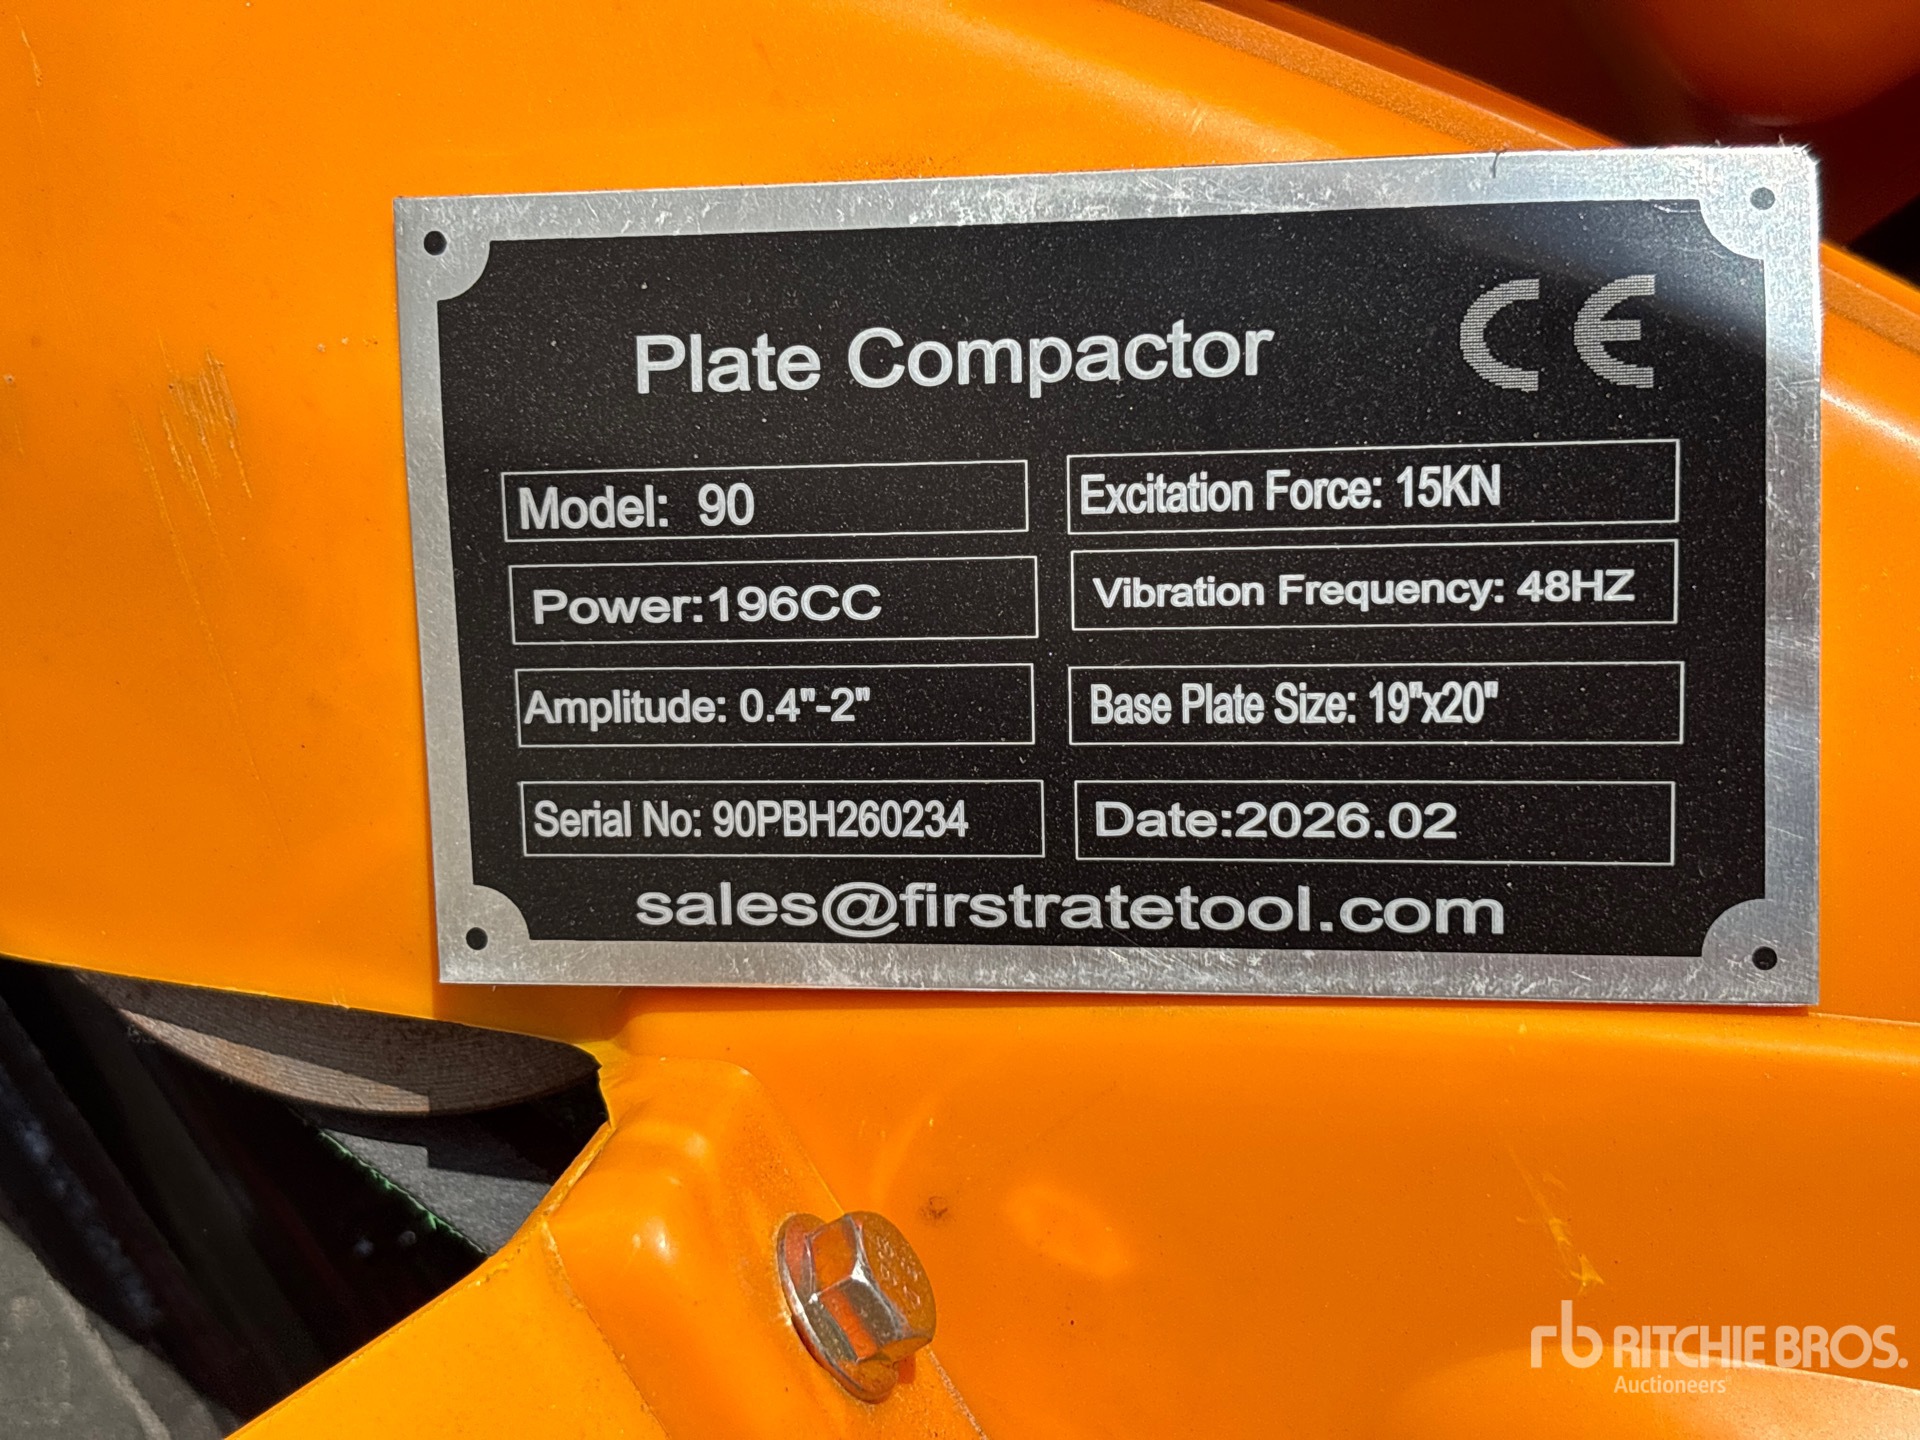 Plate Compactor CE
Model: 90
Excitation Force: 15KN
Power:196CC
Vibration Frequency: 48HZ
Amplitude: 0.4"-2"
Base Plate Size: 19"x20"
Serial No: 90PBH260234
Date:2026.02
sales@firstratetool.com
rb RITCHIE BROS.
Auctioneers